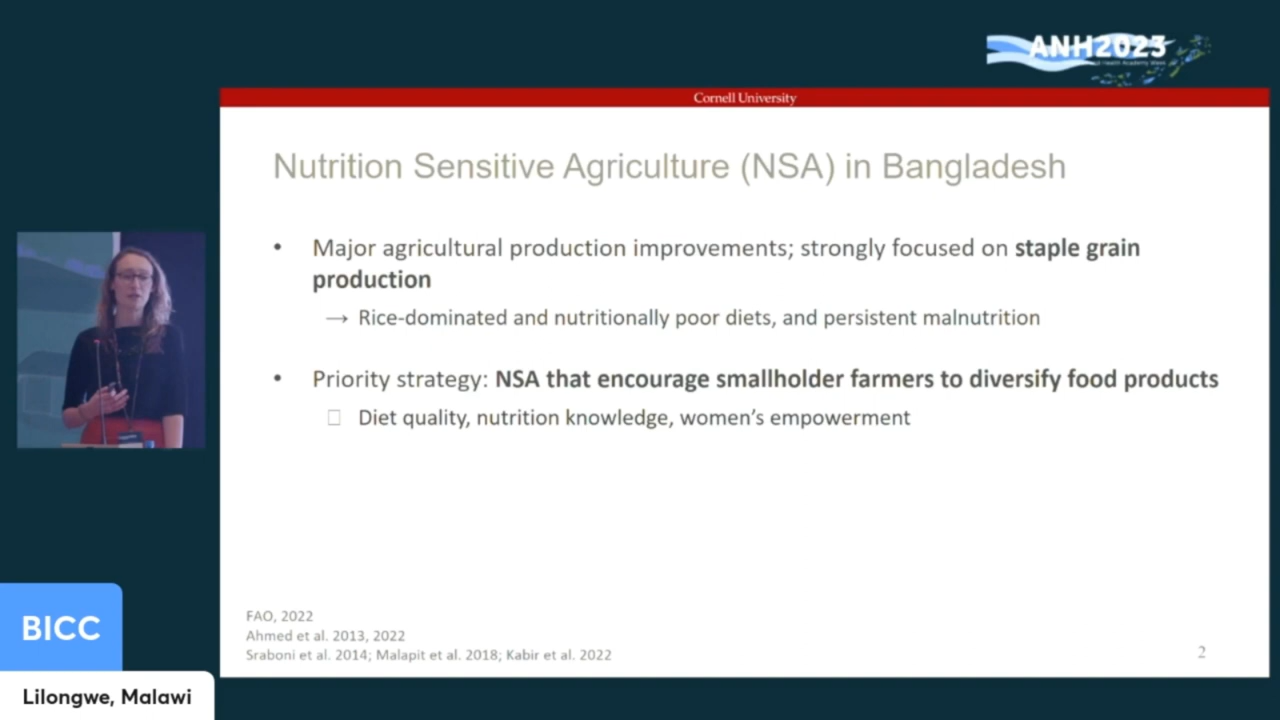 ANH2023
Cornell University
Nutrition Sensitive Agriculture (NSA) in Bangladesh
• Major agricultural production improvements; strongly focused on staple grain
production
→ Rice-dominated and nutritionally poor diets, and persistent malnutrition
• Priority strategy: NSA that encourage smallholder farmers to diversify food products
Diet quality, nutrition knowledge, women's empowerment
FAO, 2022
Ahmed et al. 2013, 2022
Sraboni et al. 2014; Malapit et al. 2018; Kabir et al. 2022
2
BICC
Lilongwe, Malawi